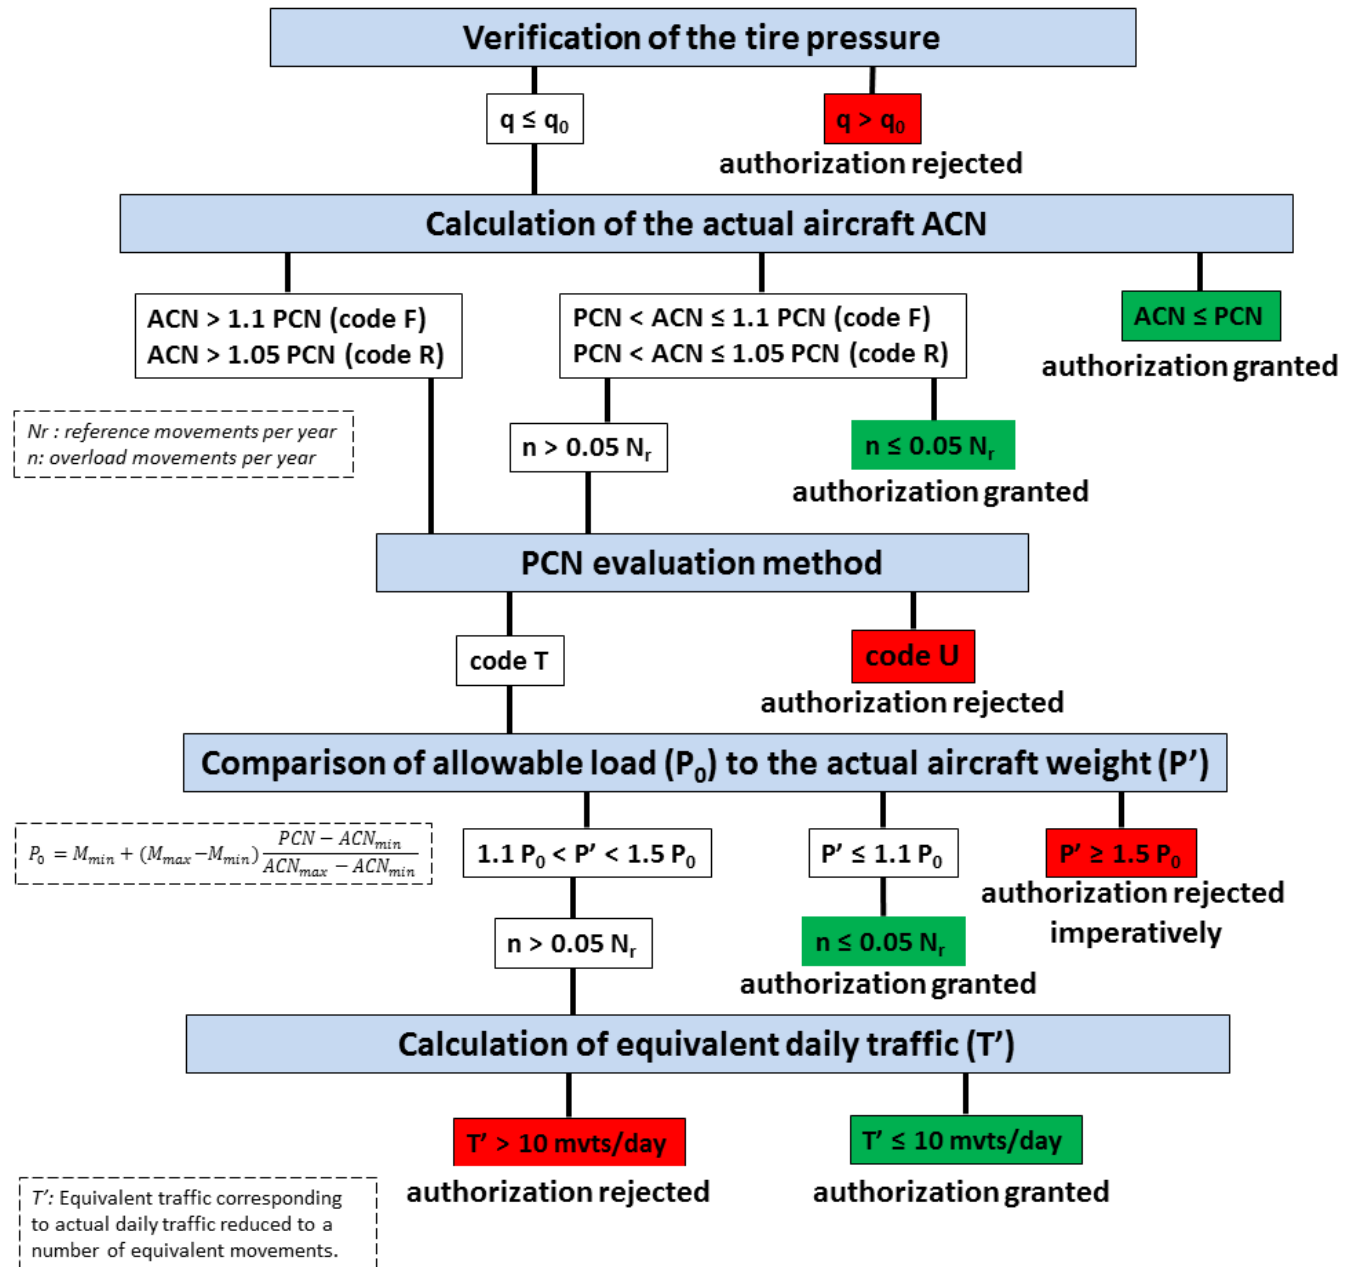 Verification of the tire pressure
q ≤ q₀
q > q₀
authorization rejected
Calculation of the actual aircraft ACN
ACN > 1.1 PCN (code F)
ACN > 1.05 PCN (code R)
PCN < ACN ≤ 1.1 PCN (code F)
PCN < ACN ≤ 1.05 PCN (code R)
ACN ≤ PCN
authorization granted
Nr : reference movements per year
n: overload movements per year
n > 0.05 Nᵣ
n ≤ 0.05 Nᵣ
authorization granted
PCN evaluation method
code T
code U
authorization rejected
Comparison of allowable load (P₀) to the actual aircraft weight (P’)
P₀ = M_min + (M_max−M_min) (PCN − ACN_min)/(ACN_max − ACN_min)
1.1 P₀ < P’ < 1.5 P₀
P’ ≤ 1.1 P₀
P’ ≥ 1.5 P₀
authorization rejected
imperatively
n > 0.05 Nᵣ
n ≤ 0.05 Nᵣ
authorization granted
Calculation of equivalent daily traffic (T’)
T’ > 10 mvts/day
authorization rejected
T’ ≤ 10 mvts/day
authorization granted
T’: Equivalent traffic corresponding
to actual daily traffic reduced to a
number of equivalent movements.